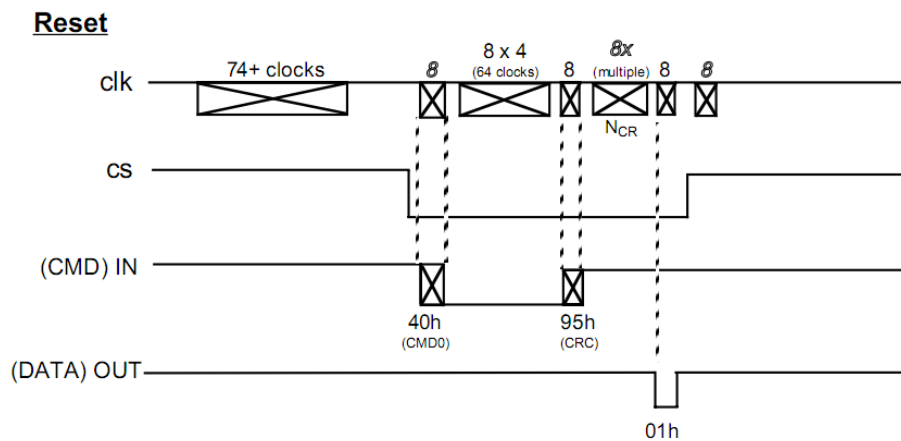 Reset
8 x 4
8x
74+ clocks
8
(64 clocks)
8
(multiple)
8
8
clk
NCR
cs
(CMD) IN
40h
95h
(CMD0)
(CRC)
(DATA) OUT
01h